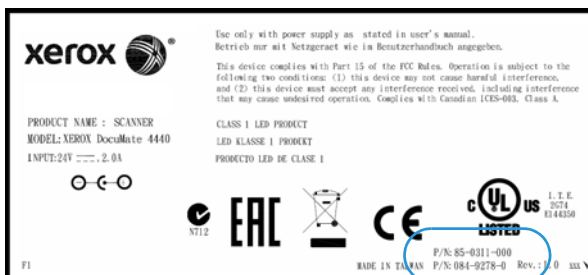 xerox
Use only with power supply as stated in user's manual.
Betrieb nur mit Netzgeraet wie im Benutzerhandbuch angegeben.
This device complies with Part 15 of the FCC Rules. Operation is subject to the
following two conditions: (1) this device may not cause harmful interference,
and (2) this device must accept any interference received, including interference
that may cause undesired operation. Complies with Canadian ICES-003. Class A.
PRODUCT NAME : SCANNER
MODEL: XEROX DocuMate 4440
INPUT:24V 2.0A
CLASS 1 LED PRODUCT
LED KLASSE 1 PRODUKT
PRODUCTO LED DE CLASE 1
N712
EAC
CE
C UL US
LISTED
I.T.E.
2G74
E144350
P/N: 85-0311-000
MADE IN TAIWAN P/N: 084-9278-0 Rev.: 1.0 XXX
F1